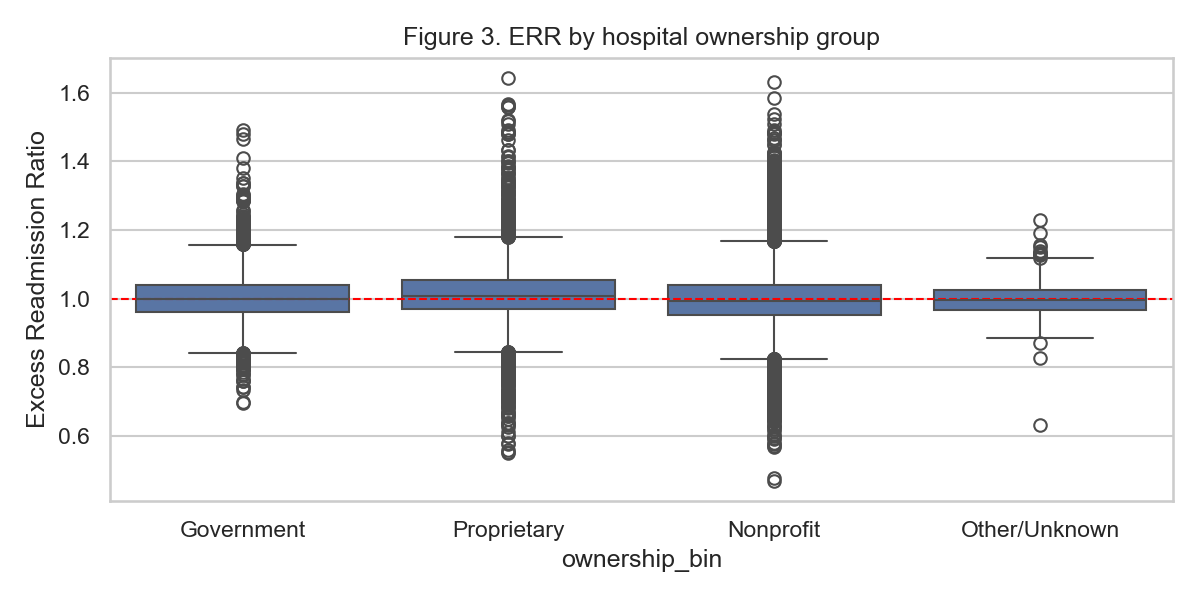 Figure 3. ERR by hospital ownership group
Excess Readmission Ratio
1.6
1.4
1.2
1.0
0.8
0.6
Government Proprietary Nonprofit Other/Unknown
ownership_bin